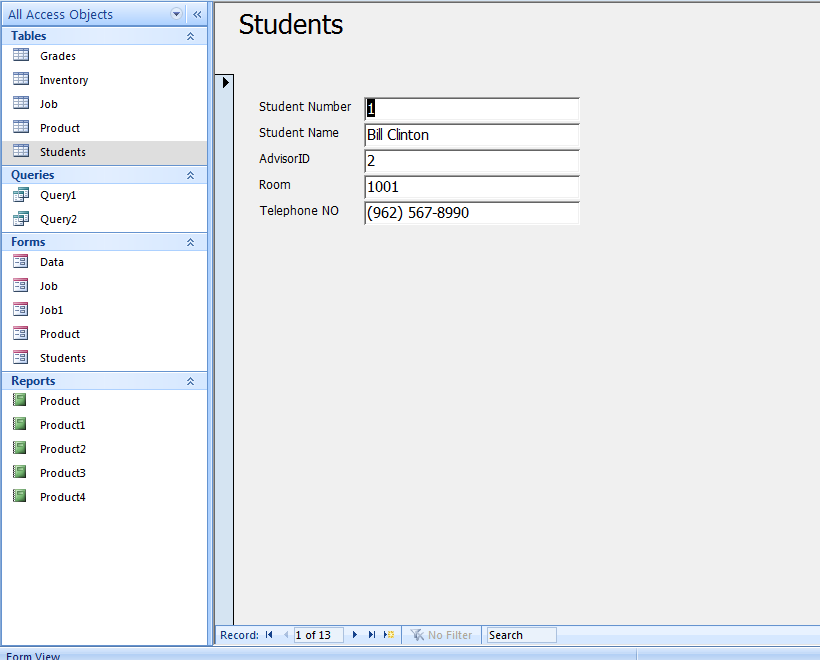 All Access Objects
Tables
Grades
Inventory
Job
Product
Students
Queries
Query1
Query2
Forms
Data
Job
Job1
Product
Students
Reports
Product
Product1
Product2
Product3
Product4
Students
Student Number 1
Student Name Bill Clinton
AdvisorID 2
Room 1001
Telephone NO (962) 567-8990
Record: 1 of 13 No Filter Search
Form View